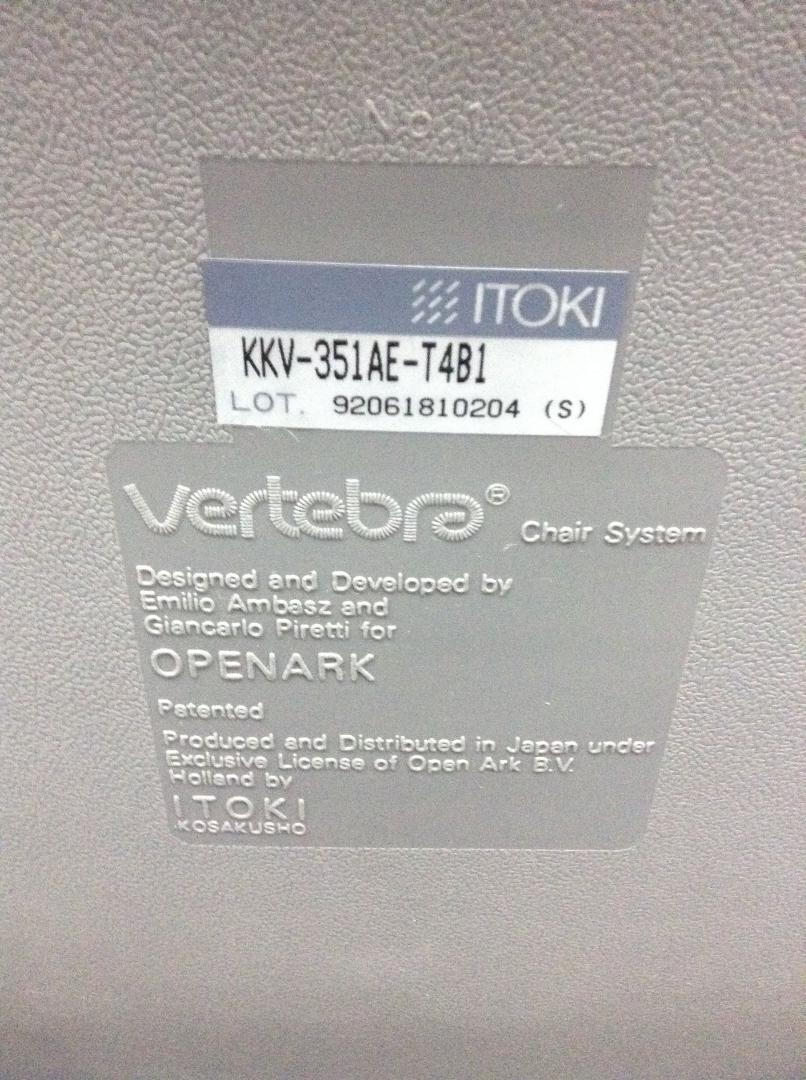 No 1
ITOKI
KKV-351AE-T4B1
LOT. 92061810204 (S)
vertebra® Chair System
Designed and Developed by
Emilio Ambasz and
Giancarlo Piretti for
OPENARK
Patented
Produced and Distributed in Japan under
Exclusive License of Open Ark B.V.
Holland by
ITOKI
KOSAKUSHO